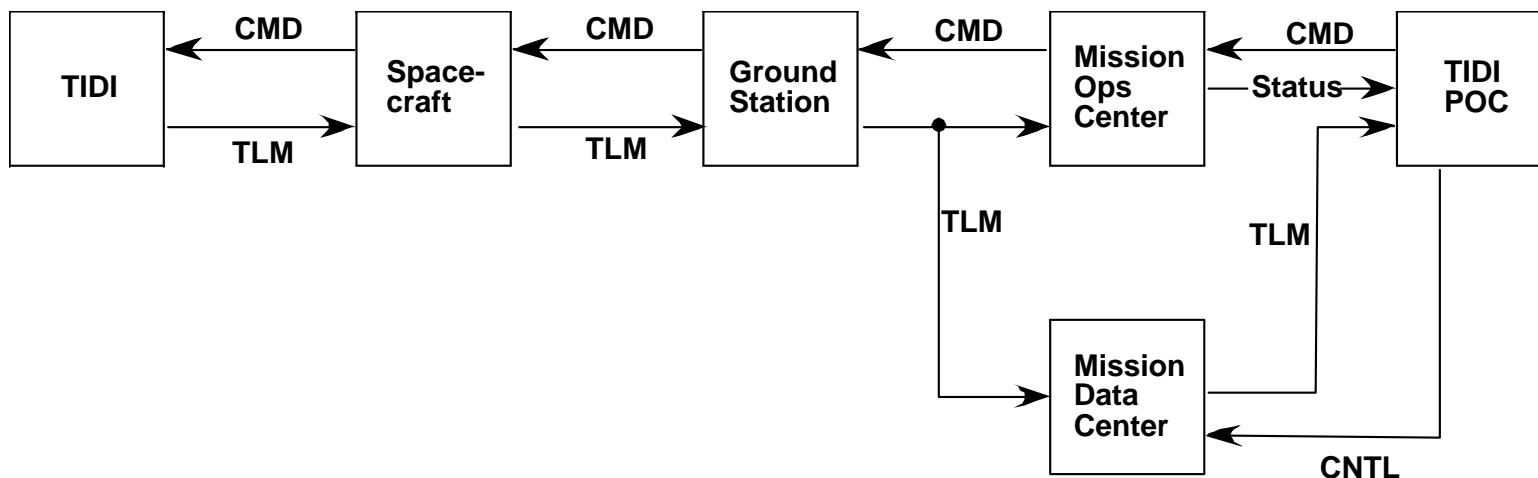 CMD
CMD
CMD
CMD
TIDI
Space-
craft
Ground
Station
Mission
Ops
Center
Status
TIDI
POC
TLM
TLM
TLM
TLM
Mission
Data
Center
CNTL